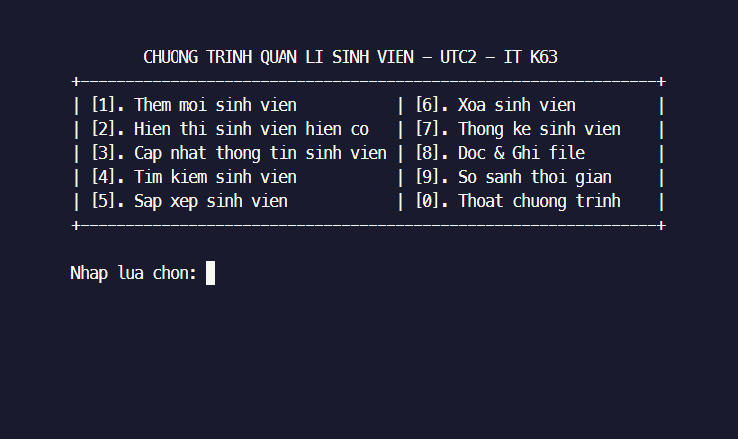 CHUONG TRINH QUAN LI SINH VIEN – UTC2 – IT K63
+----------------------------------------------------------------+
| [1]. Them moi sinh vien           | [6]. Xoa sinh vien         |
| [2]. Hien thi sinh vien hien co   | [7]. Thong ke sinh vien    |
| [3]. Cap nhat thong tin sinh vien | [8]. Doc & Ghi file        |
| [4]. Tim kiem sinh vien           | [9]. So sanh thoi gian     |
| [5]. Sap xep sinh vien            | [0]. Thoat chuong trinh    |
+----------------------------------------------------------------+
Nhap lua chon: